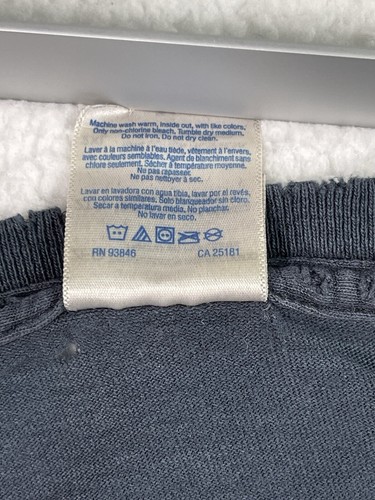 Machine wash warm, inside out, with like colors.
Only non-chlorine bleach. Tumble dry medium.
Do not iron. Do not dry clean.
Laver à la machine à l'eau tiède, vêtement à l'envers,
avec couleurs semblables. Agent de blanchiment sans
chlore seulement. Sécher à température moyenne.
Ne pas repasser.
Ne pas nettoyer à sec.
Lavar en lavadora con agua tibia, lavar por el revés,
con colores similares. Solo blanqueador sin cloro.
Secar a temperatura media. No planchar.
No lavar en seco.
RN 93846 CA 25181